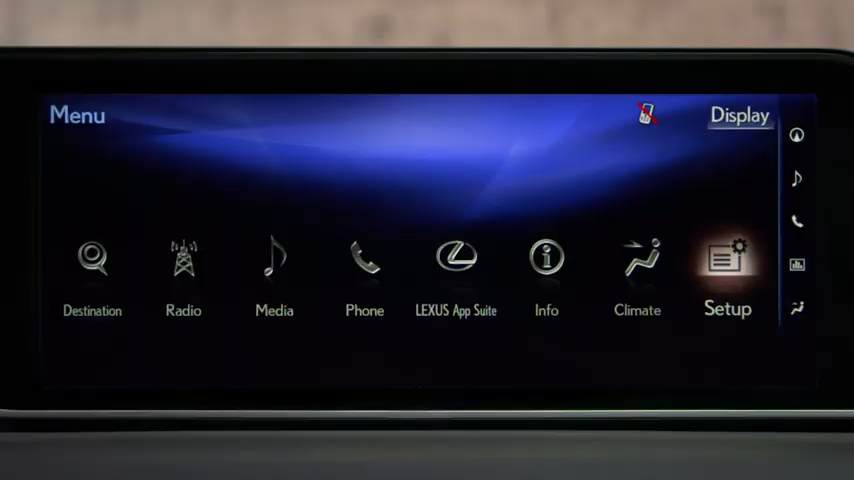 Menu
Display
Destination
Radio
Media
Phone
LEXUS App Suite
Info
Climate
Setup